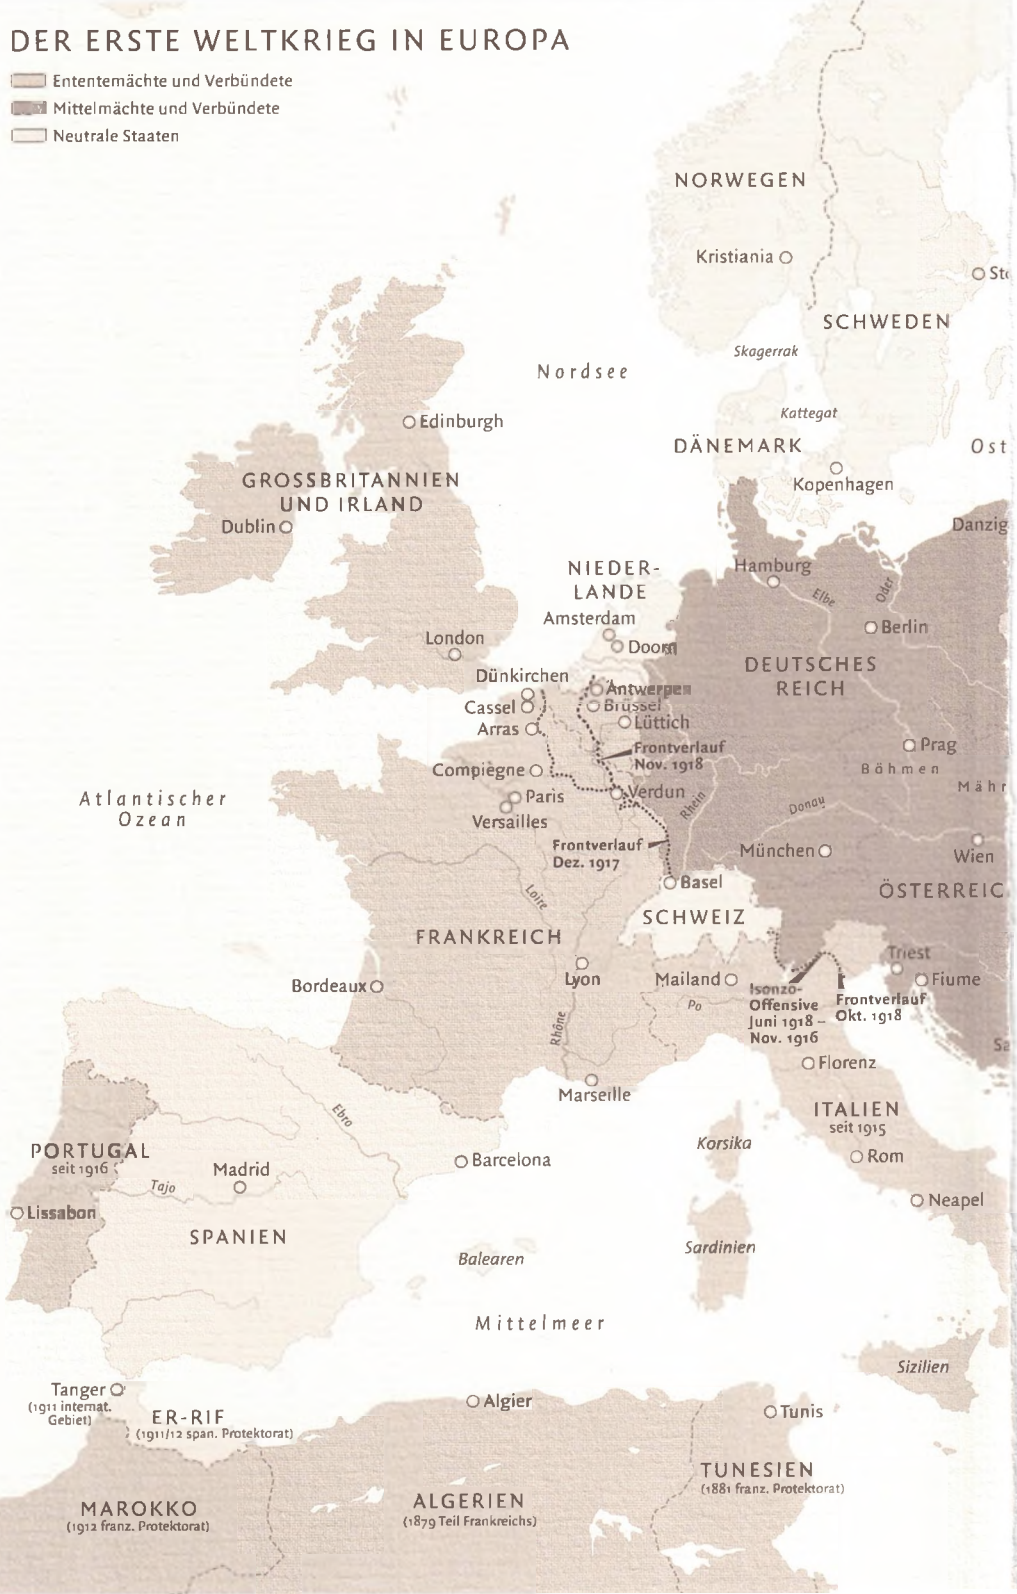 DER ERSTE WELTKRIEG IN EUROPA
Ententemächte und Verbündete
Mittelmächte und Verbündete
Neutrale Staaten
NORWEGEN
Kristiania
SCHWEDEN
Skagerrak
Nordsee
Kattegat
Edinburgh
DÄNEMARK
Ost
Kopenhagen
GROSSBRITANNIEN
UND IRLAND
Dublin
Danzig
NIEDER-
LANDE
Hamburg
Elbe
Oder
Amsterdam
Berlin
London
Doorn
DEUTSCHES
REICH
Dünkirchen
Antwerpen
Cassel
Brüssel
Arras
Lüttich
Frontverlauf
Nov. 1918
Prag
Böhmen
Compiègne
Mähr
Atlantischer
Ozean
Paris
Verdun
Rhein
Donau
Versailles
Frontverlauf
Dez. 1917
München
Wien
Basel
ÖSTERREIC
Loire
SCHWEIZ
FRANKREICH
Triest
Bordeaux
Lyon
Mailand
Fiume
Po
Isonzo-
Offensive
Juni 1918 –
Nov. 1916
Frontverlauf
Okt. 1918
Rhône
Sa
Florenz
Marseille
Ebro
ITALIEN
seit 1915
PORTUGAL
seit 1916
Korsika
Madrid
Barcelona
Rom
Tajo
Neapel
Lissabon
SPANIEN
Balearen
Sardinien
Mittelmeer
Sizilien
Tanger
(1911 internat.
Gebiet)
ER-RIF
(1911/12 span. Protektorat)
Algier
Tunis
TUNESIEN
(1881 franz. Protektorat)
MAROKKO
(1912 franz. Protektorat)
ALGERIEN
(1879 Teil Frankreichs)